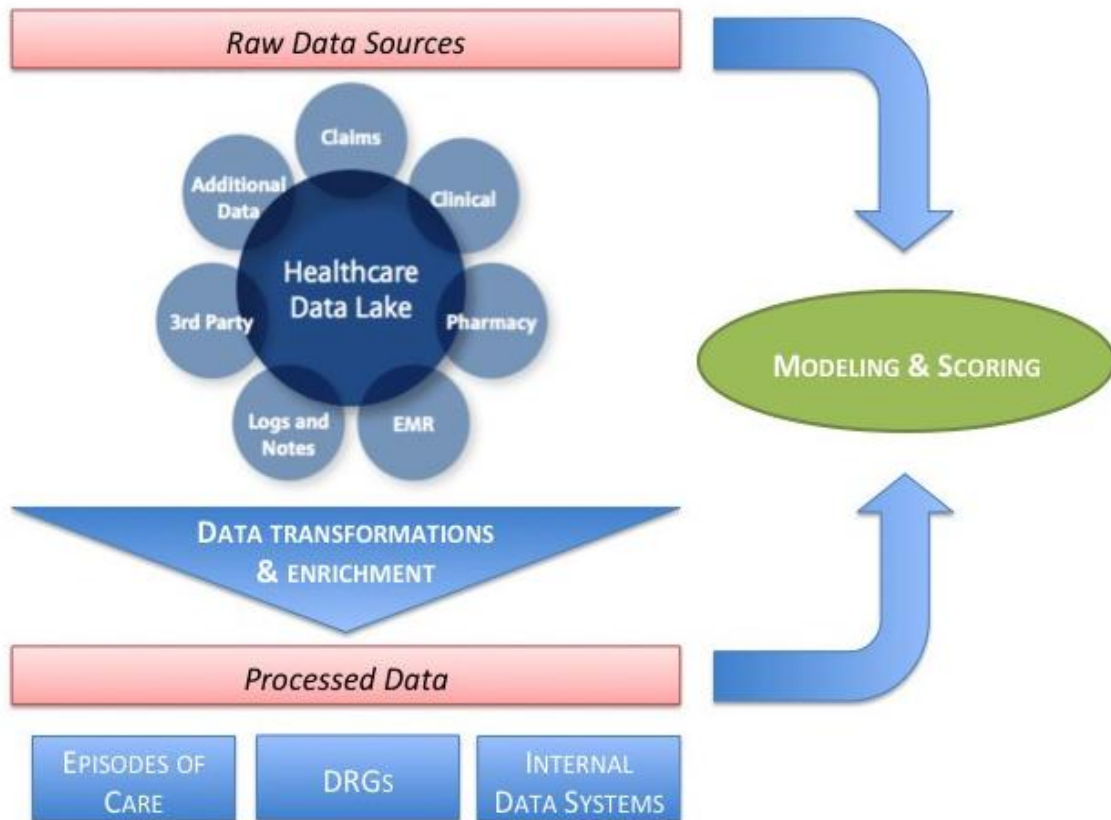 Raw Data Sources
Claims
Additional
Data
Clinical
Healthcare
Data Lake
3rd Party
Pharmacy
Logs and
Notes
EMR
MODELING & SCORING
DATA TRANSFORMATIONS
& ENRICHMENT
Processed Data
EPISODES OF
CARE
DRGS
INTERNAL
DATA SYSTEMS